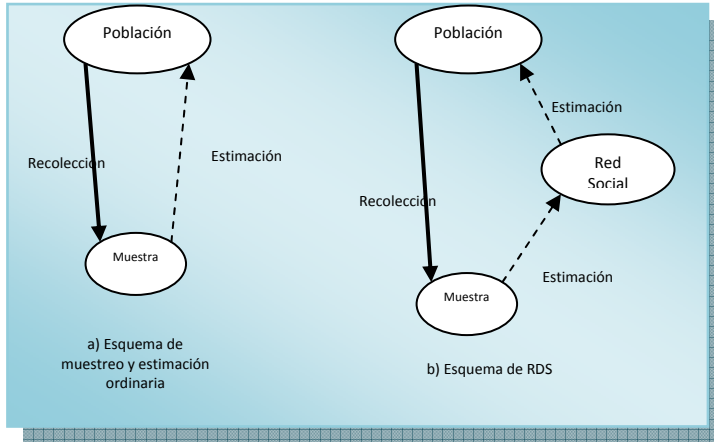 Población
Recolección
Estimación
Muestra
a) Esquema de
muestreo y estimación
ordinaria
Población
Estimación
Red
Social
Recolección
Estimación
Muestra
b) Esquema de RDS